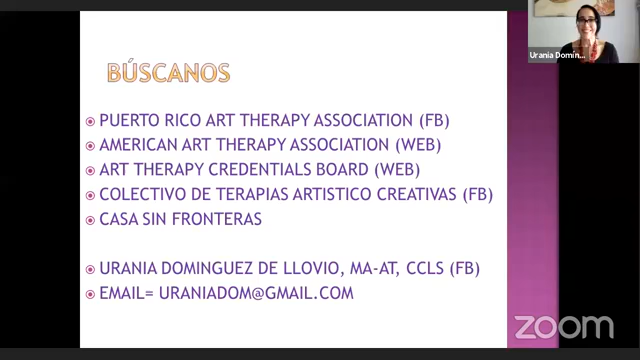 BÚSCANOS
PUERTO RICO ART THERAPY ASSOCIATION (FB)
AMERICAN ART THERAPY ASSOCIATION (WEB)
ART THERAPY CREDENTIALS BOARD (WEB)
COLECTIVO DE TERAPIAS ARTISTICO CREATIVAS (FB)
CASA SIN FRONTERAS
URANIA DOMINGUEZ DE LLOVIO, MA-AT, CCLS (FB)
EMAIL= URANIADOM@GMAIL.COM
Urania Domín...
zoom